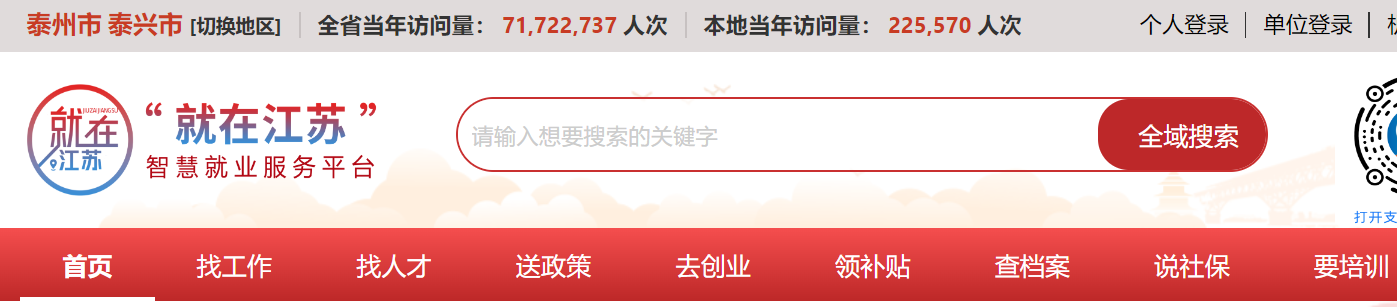 泰州市 泰兴市 [切换地区] 全省当年访问量： 71,722,737 人次 本地当年访问量： 225,570 人次 个人登录 单位登录
就在江苏 JIUZAIJIANGSU
“就在江苏”
智慧就业服务平台
请输入想要搜索的关键字 全域搜索
打开支
首页 找工作 找人才 送政策 去创业 领补贴 查档案 说社保 要培训